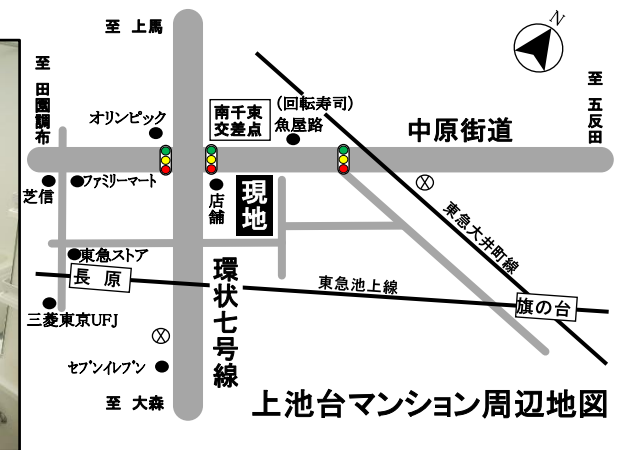 至 上馬
N
至 田園調布
至 五反田
オリンピック
南千束
交差点
(回転寿司)
魚屋路
中原街道
芝信
ファミリーマート
店舗
現地
東急大井町線
東急ストア
長原
東急池上線
旗の台
環状七号線
三菱東京UFJ
セブンイレブン
至 大森
上池台マンション周辺地図